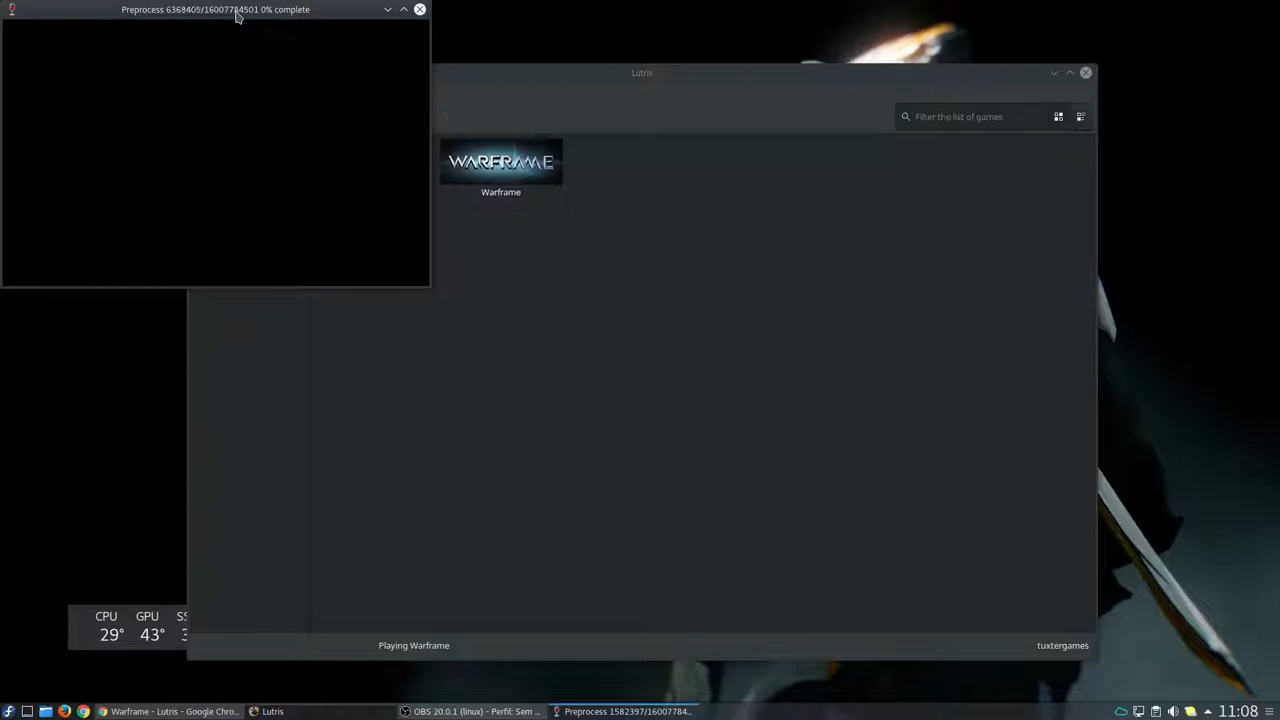 Preprocess 6368409/16007784501 0% complete
Lutris
Filter the list of games
WARFRAME
Warframe
CPU GPU
29° 43°
Playing Warframe
tuxtergames
Warframe - Lutris - Google Chro...
Lutris
OBS 20.0.1 (linux) - Perfil: Sem ...
Preprocess 1582397/16007784...
11:08